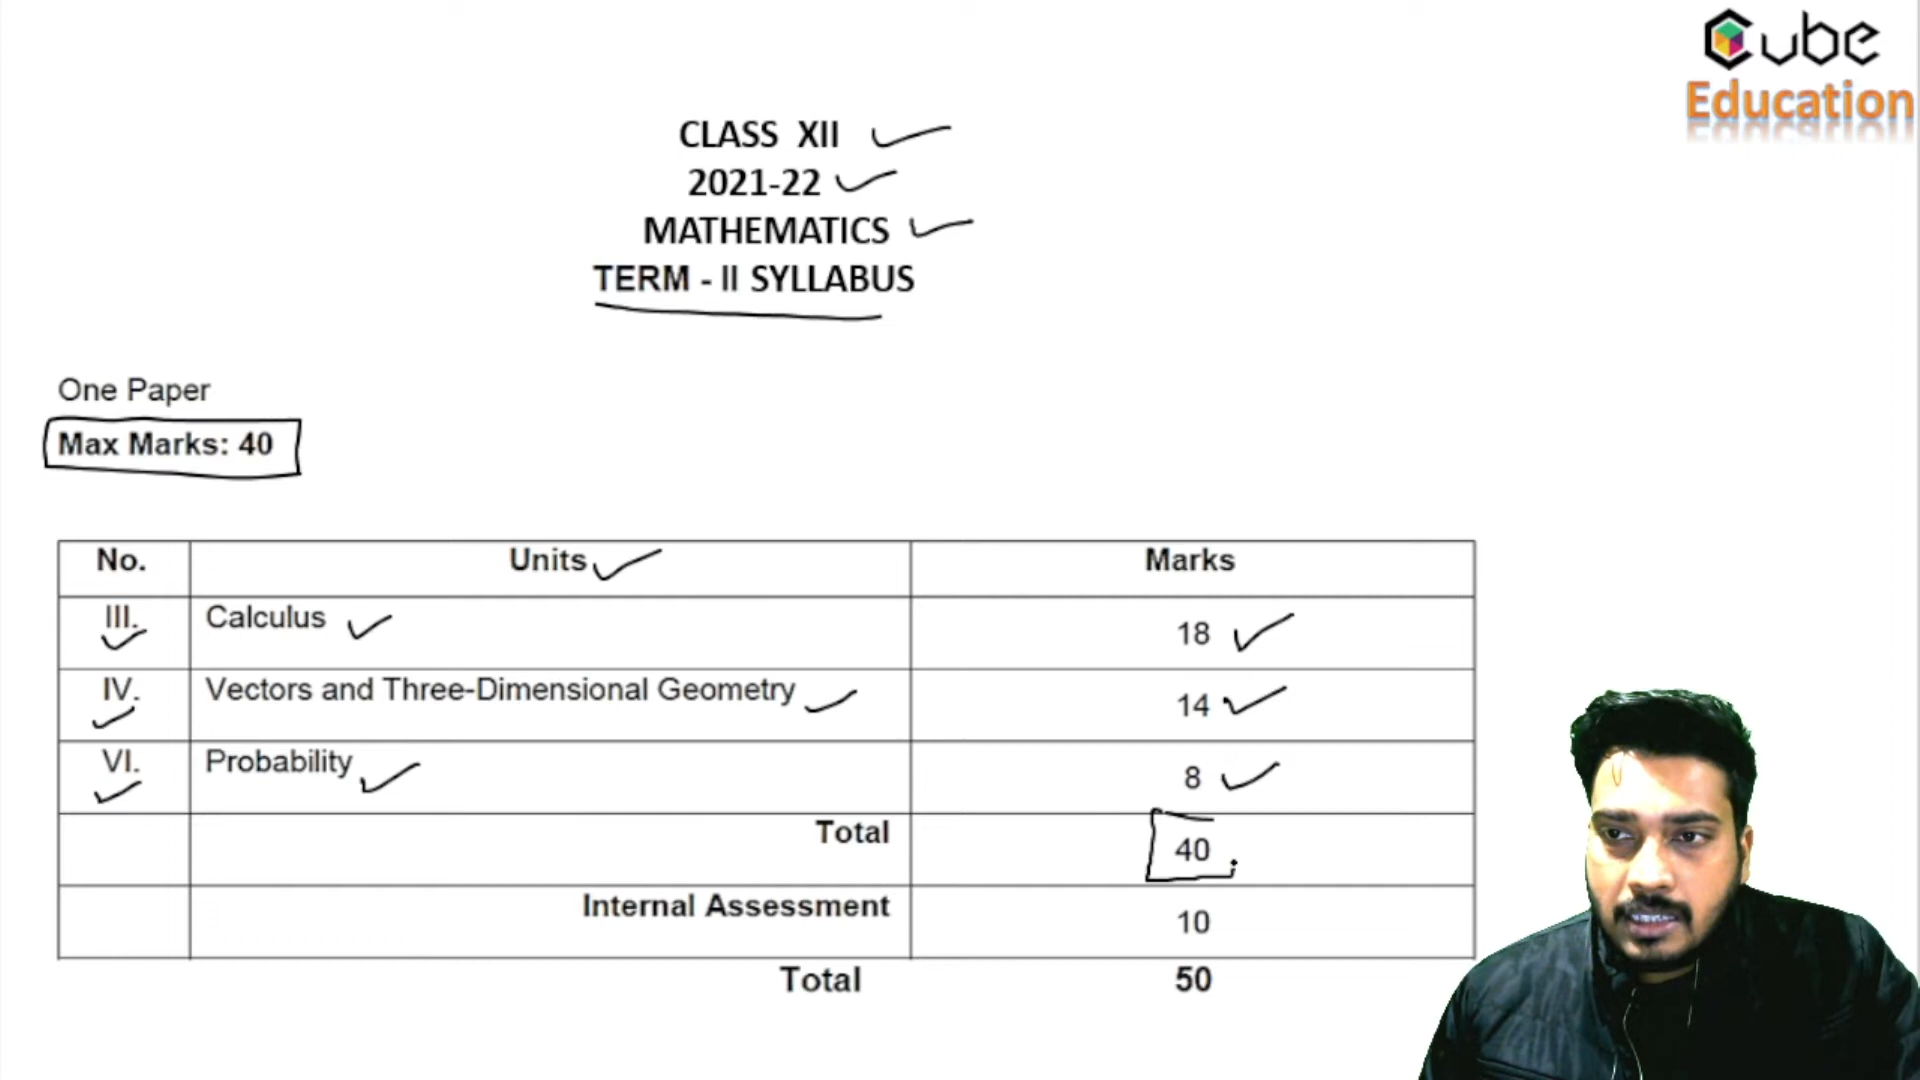 Cube
Education
CLASS XII
2021-22
MATHEMATICS
TERM - II SYLLABUS
One Paper
Max Marks: 40
No. Units Marks
III. Calculus 18
IV. Vectors and Three-Dimensional Geometry 14
VI. Probability 8
Total 40
Internal Assessment 10
Total 50